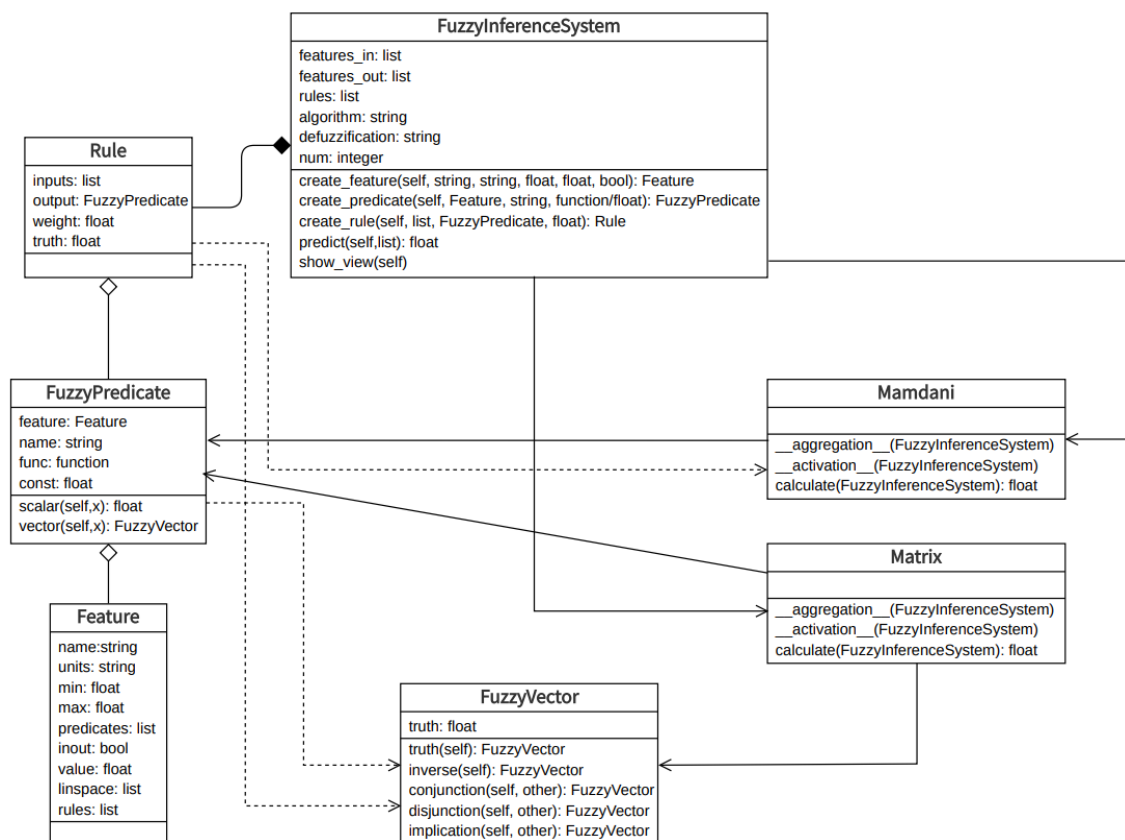 FuzzyInferenceSystem
features_in: list
features_out: list
rules: list
algorithm: string
defuzzification: string
num: integer
create_feature(self, string, string, float, float, bool): Feature
create_predicate(self, Feature, string, function/float): FuzzyPredicate
create_rule(self, list, FuzzyPredicate, float): Rule
predict(self,list): float
show_view(self)
Rule
inputs: list
output: FuzzyPredicate
weight: float
truth: float
FuzzyPredicate
feature: Feature
name: string
func: function
const: float
scalar(self,x): float
vector(self,x): FuzzyVector
Mamdani
__aggregation__(FuzzyInferenceSystem)
__activation__(FuzzyInferenceSystem)
calculate(FuzzyInferenceSystem): float
Matrix
__aggregation__(FuzzyInferenceSystem)
__activation__(FuzzyInferenceSystem)
calculate(FuzzyInferenceSystem): float
Feature
name:string
units: string
min: float
max: float
predicates: list
inout: bool
value: float
linspace: list
rules: list
FuzzyVector
truth: float
truth(self): FuzzyVector
inverse(self): FuzzyVector
conjunction(self, other): FuzzyVector
disjunction(self, other): FuzzyVector
implication(self, other): FuzzyVector